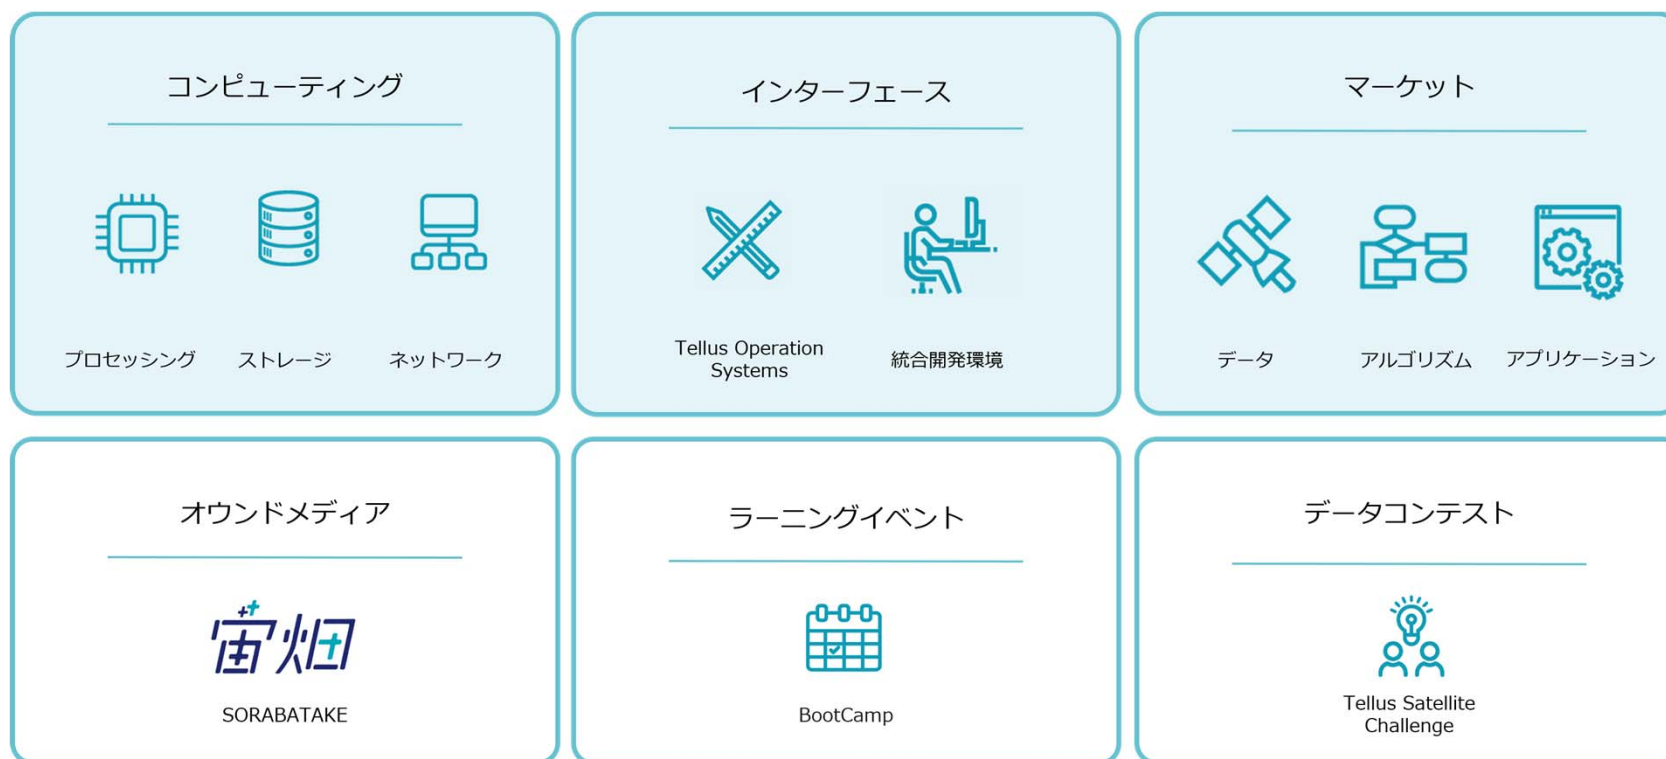 コンピューティング
プロセッシング
ストレージ
ネットワーク
インターフェース
Tellus Operation
Systems
統合開発環境
マーケット
データ
アルゴリズム
アプリケーション
オウンドメディア
宙畑
SORABATAKE
ラーニングイベント
BootCamp
データコンテスト
Tellus Satellite
Challenge